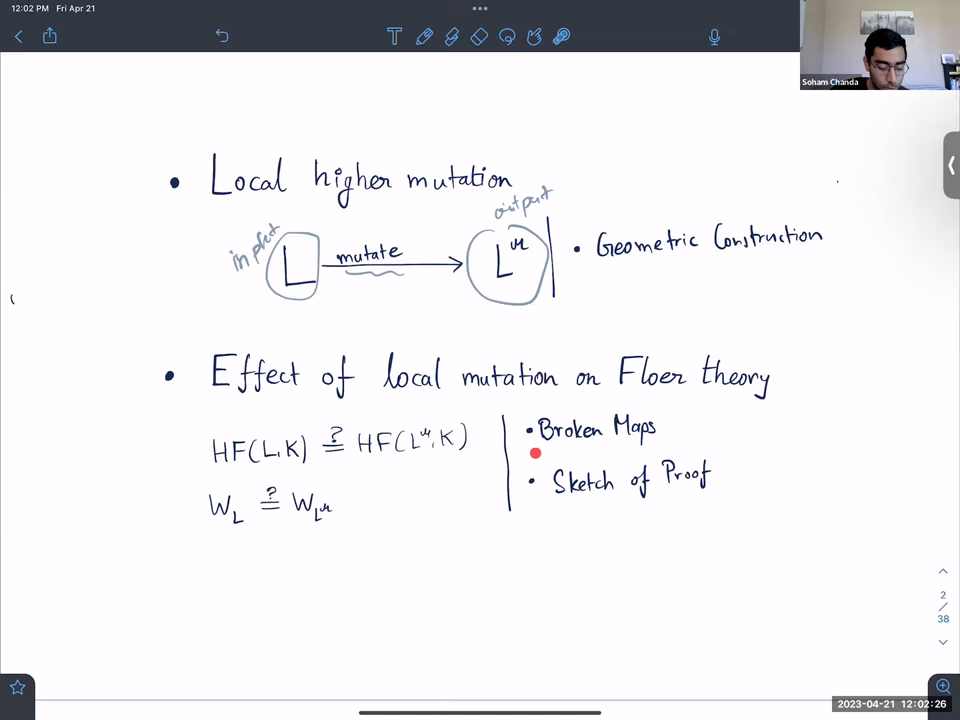 12:02 PM Fri Apr 21
Soham Chanda
• Local higher mutation
input L mutate L^μ output
• Geometric Construction
• Effect of local mutation on Floer theory
HF(L,K) ?= HF(L^μ,K)
W_L ?= W_L^μ
• Broken Maps
• Sketch of Proof
2
/
38
2023-04-21 12:02:26